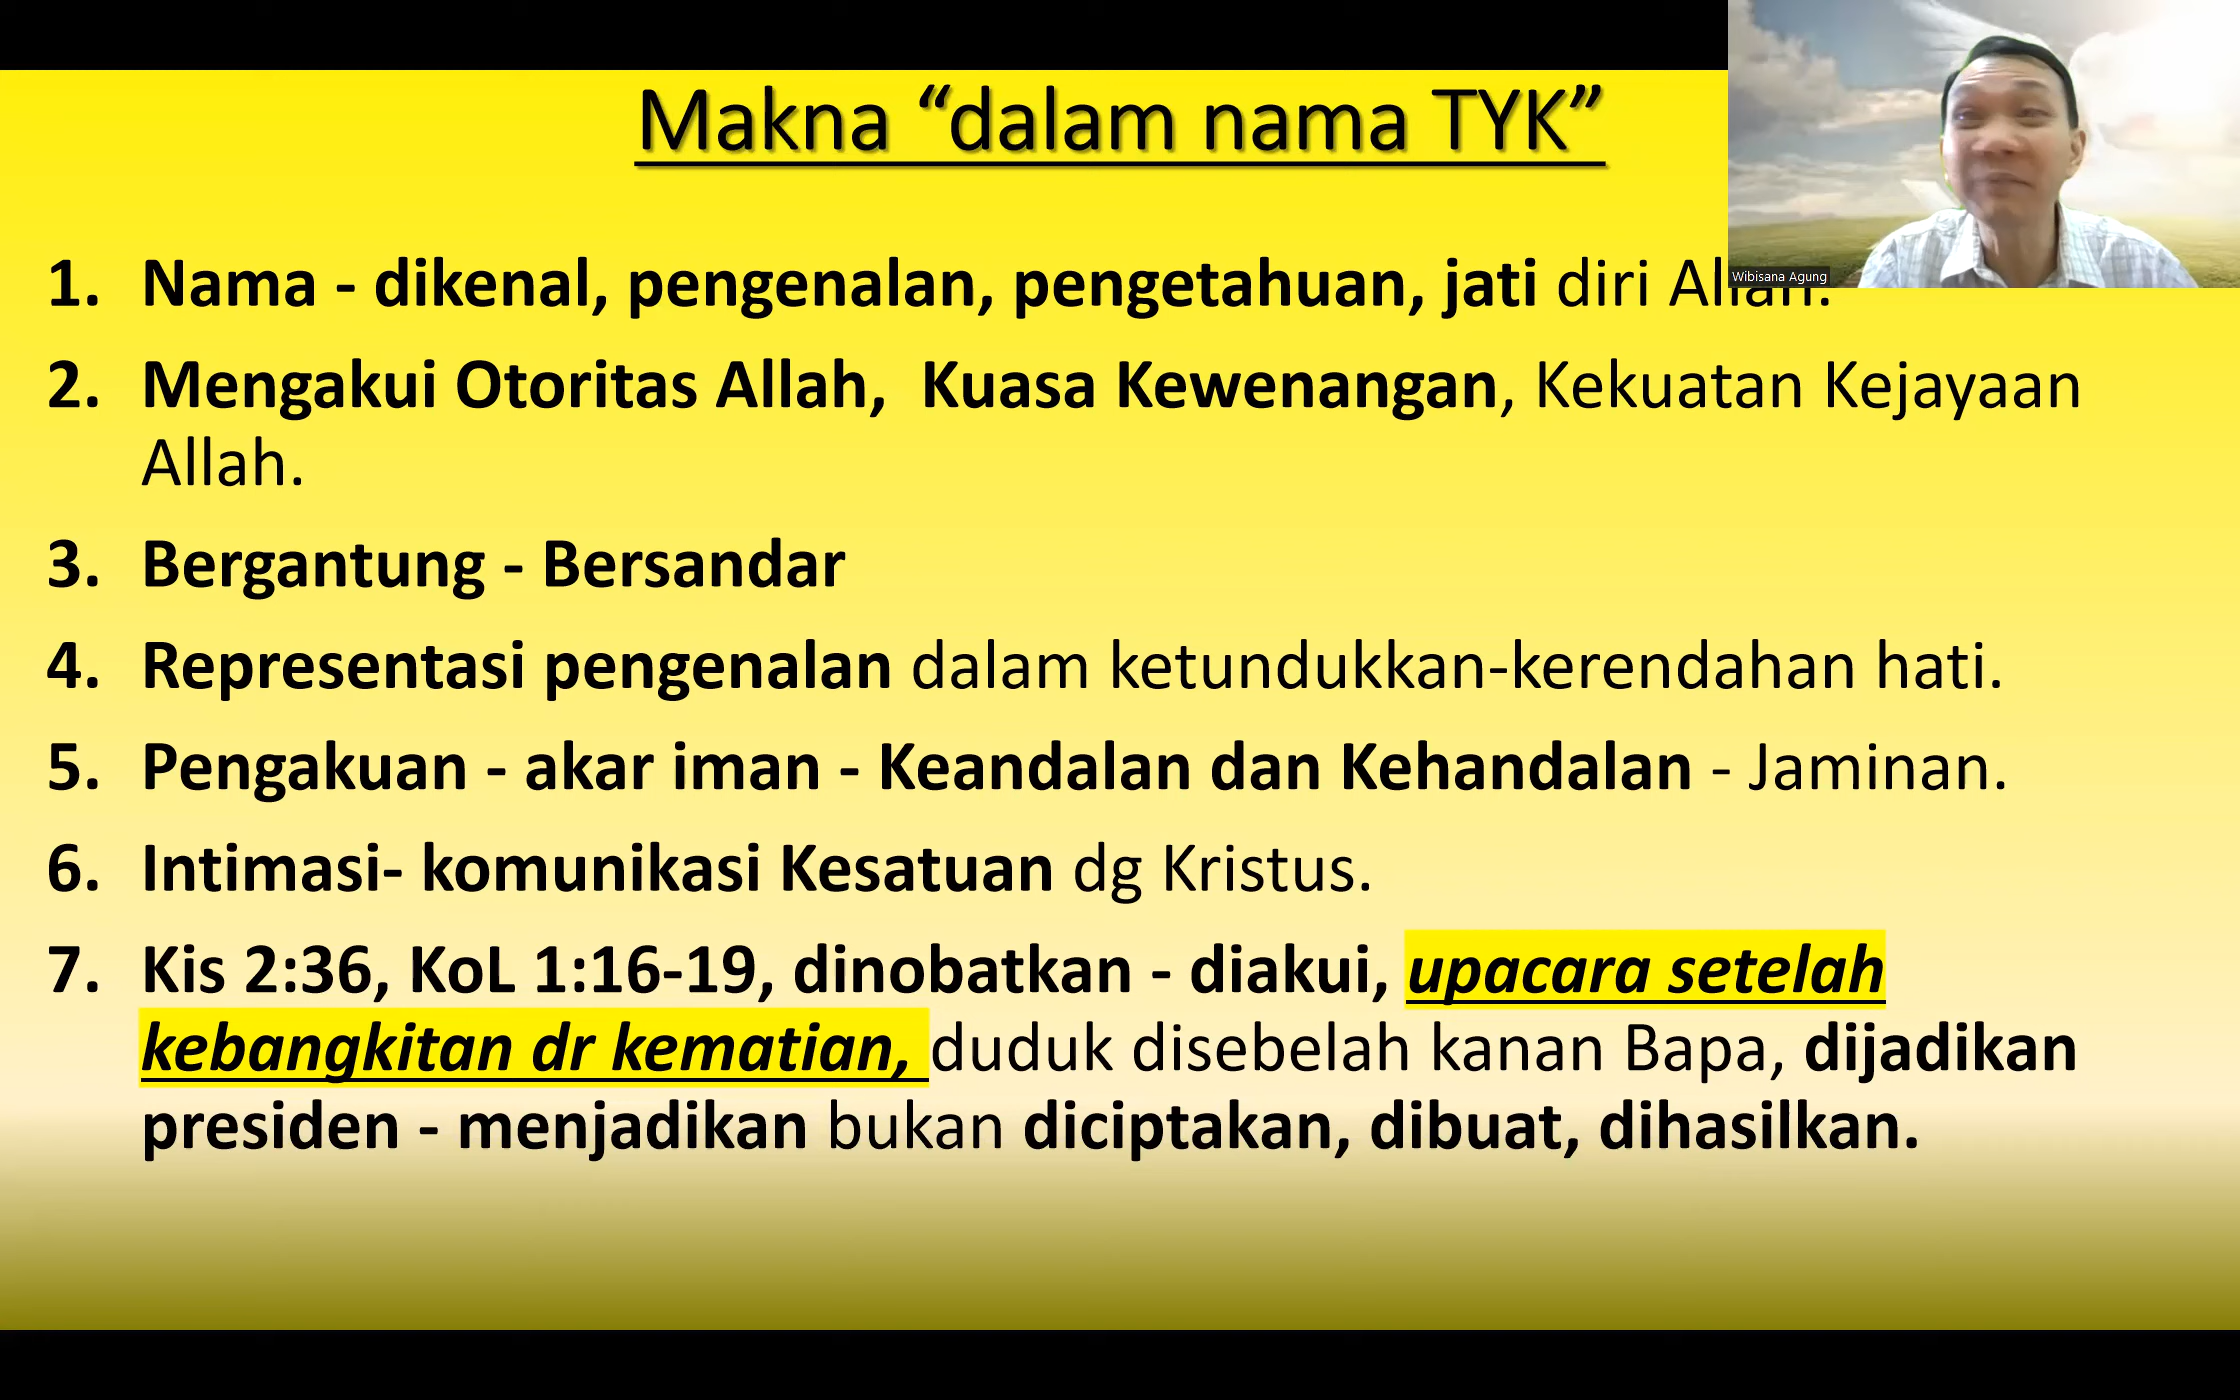 Makna “dalam nama TYK”
Wibisana Agung
1. Nama - dikenal, pengenalan, pengetahuan, jati diri Allah.
2. Mengakui Otoritas Allah,  Kuasa Kewenangan, Kekuatan Kejayaan
Allah.
3. Bergantung - Bersandar
4. Representasi pengenalan dalam ketundukkan-kerendahan hati.
5. Pengakuan - akar iman - Keandalan dan Kehandalan - Jaminan.
6. Intimasi- komunikasi Kesatuan dg Kristus.
7. Kis 2:36, KoL 1:16-19, dinobatkan - diakui, upacara setelah
kebangkitan dr kematian, duduk disebelah kanan Bapa, dijadikan
presiden - menjadikan bukan diciptakan, dibuat, dihasilkan.